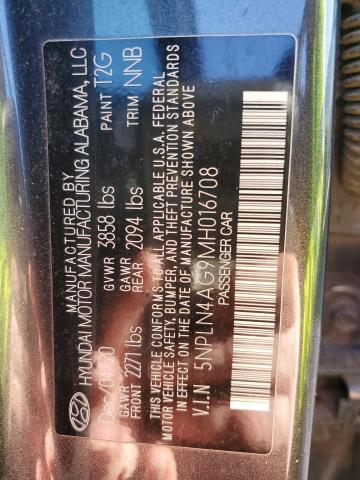 MANUFACTURED BY
HYUNDAI MOTOR MANUFACTURING ALABAMA, LLC
GVWR 3858 lbs PAINT T2G
GAWR FRONT 2271 lbs GAWR REAR 2094 lbs TRIM NNB
THIS VEHICLE CONFORMS TO ALL APPLICABLE U.S.A. FEDERAL
MOTOR VEHICLE SAFETY, BUMPER, AND THEFT PREVENTION STANDARDS
IN EFFECT ON THE DATE OF MANUFACTURE SHOWN ABOVE
V.I.N 5NPLN4AG9MH016708
PASSENGER CAR